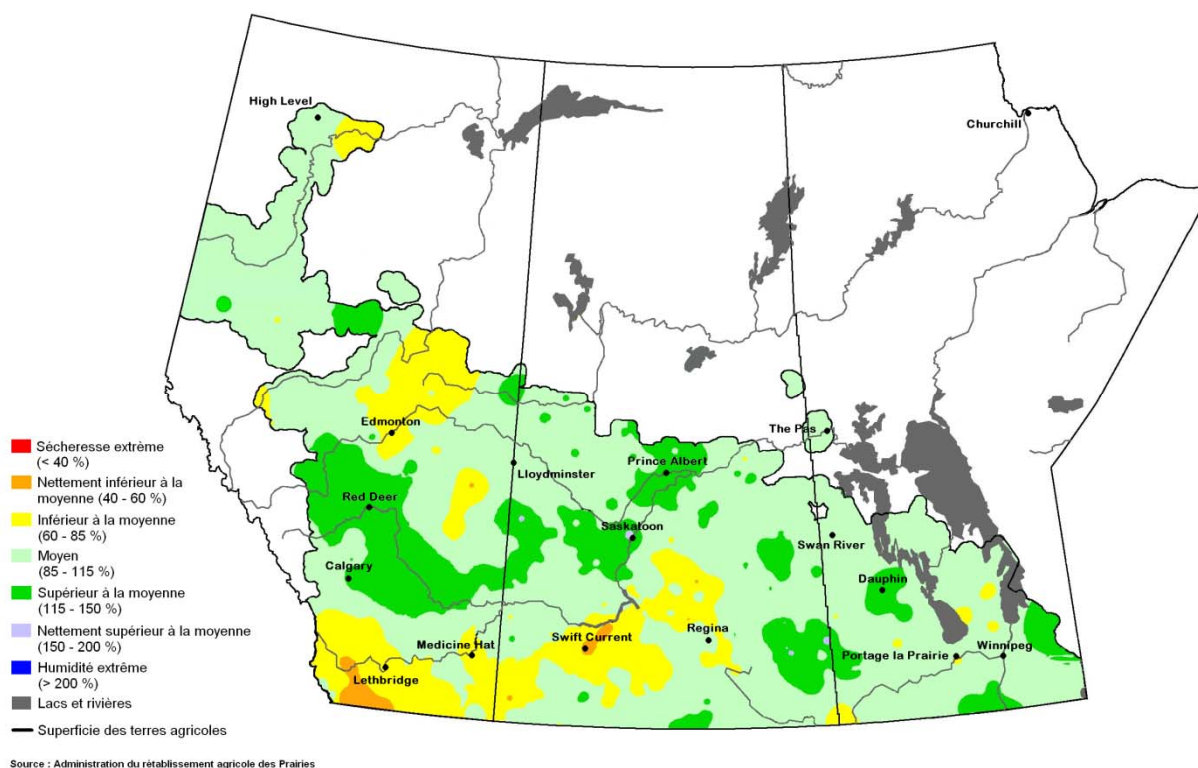 High Level
Churchill
The Pas
Edmonton
Lloydminster
Prince Albert
Red Deer
Saskatoon
Swan River
Calgary
Dauphin
Swift Current
Regina
Medicine Hat
Lethbridge
Portage la Prairie
Winnipeg
Sécheresse extrême
(< 40 %)
Nettement inférieur à la
moyenne (40 - 60 %)
Inférieur à la moyenne
(60 - 85 %)
Moyen
(85 - 115 %)
Supérieur à la moyenne
(115 - 150 %)
Nettement supérieur à la moyenne
(150 - 200 %)
Humidité extrême
(> 200 %)
Lacs et rivières
Superficie des terres agricoles
Source : Administration du rétablissement agricole des Prairies